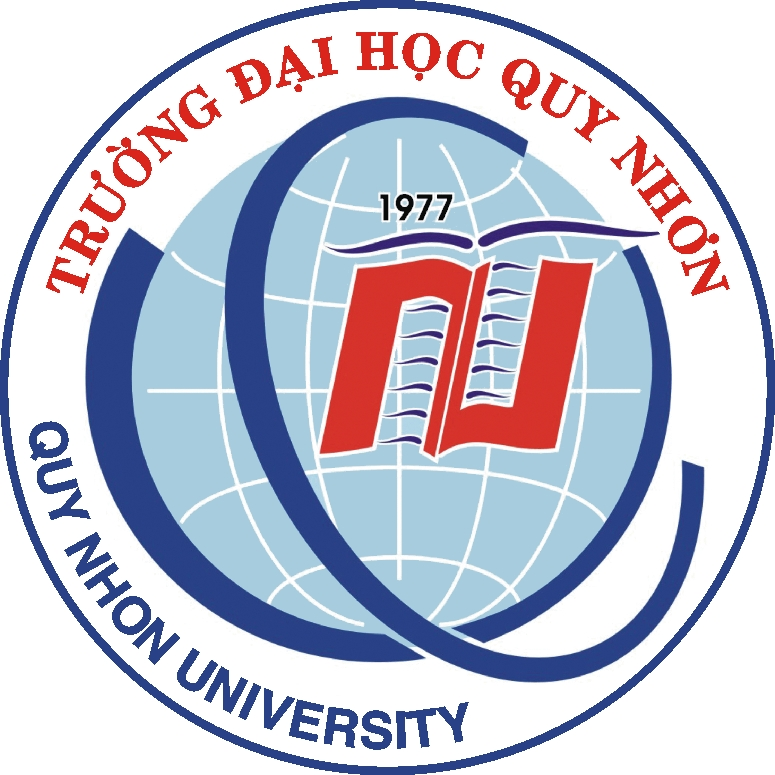 TRƯỜNG ĐẠI HỌC QUY NHƠN
1977
QUY NHON UNIVERSITY